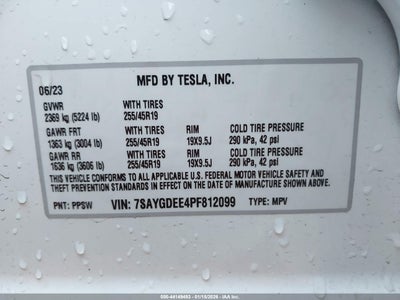 MFD BY TESLA, INC.
06/23
GVWR WITH TIRES
2369 kg (5224 lb) 255/45R19
GAWR FRT WITH TIRES RIM COLD TIRE PRESSURE
1363 kg (3004 lb) 255/45R19 19X9.5J 290 kPa, 42 psi
GAWR RR WITH TIRES RIM COLD TIRE PRESSURE
1636 kg (3606 lb) 255/45R19 19X9.5J 290 kPa, 42 psi
THIS VEHICLE CONFORMS TO ALL APPLICABLE U.S. FEDERAL MOTOR VEHICLE SAFETY AND
THEFT PREVENTION STANDARDS IN EFFECT ON THE DATE OF MANUFACTURE SHOWN ABOVE.
PNT: PPSW VIN: 7SAYGDEE4PF812099 TYPE: MPV